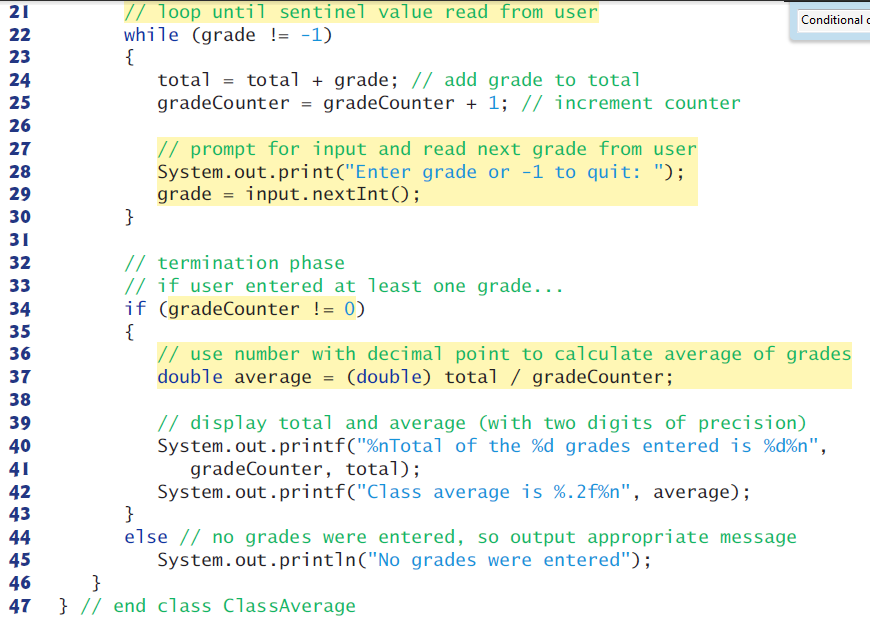 21 // loop until sentinel value read from user
22 while (grade != -1)
23 {
24 total = total + grade; // add grade to total
25 gradeCounter = gradeCounter + 1; // increment counter
26
27 // prompt for input and read next grade from user
28 System.out.print("Enter grade or -1 to quit: ");
29 grade = input.nextInt();
30 }
31
32 // termination phase
33 // if user entered at least one grade...
34 if (gradeCounter != 0)
35 {
36 // use number with decimal point to calculate average of grades
37 double average = (double) total / gradeCounter;
38
39 // display total and average (with two digits of precision)
40 System.out.printf("%nTotal of the %d grades entered is %d%n",
41 gradeCounter, total);
42 System.out.printf("Class average is %.2f%n", average);
43 }
44 else // no grades were entered, so output appropriate message
45 System.out.println("No grades were entered");
46 }
47 } // end class ClassAverage
Conditional